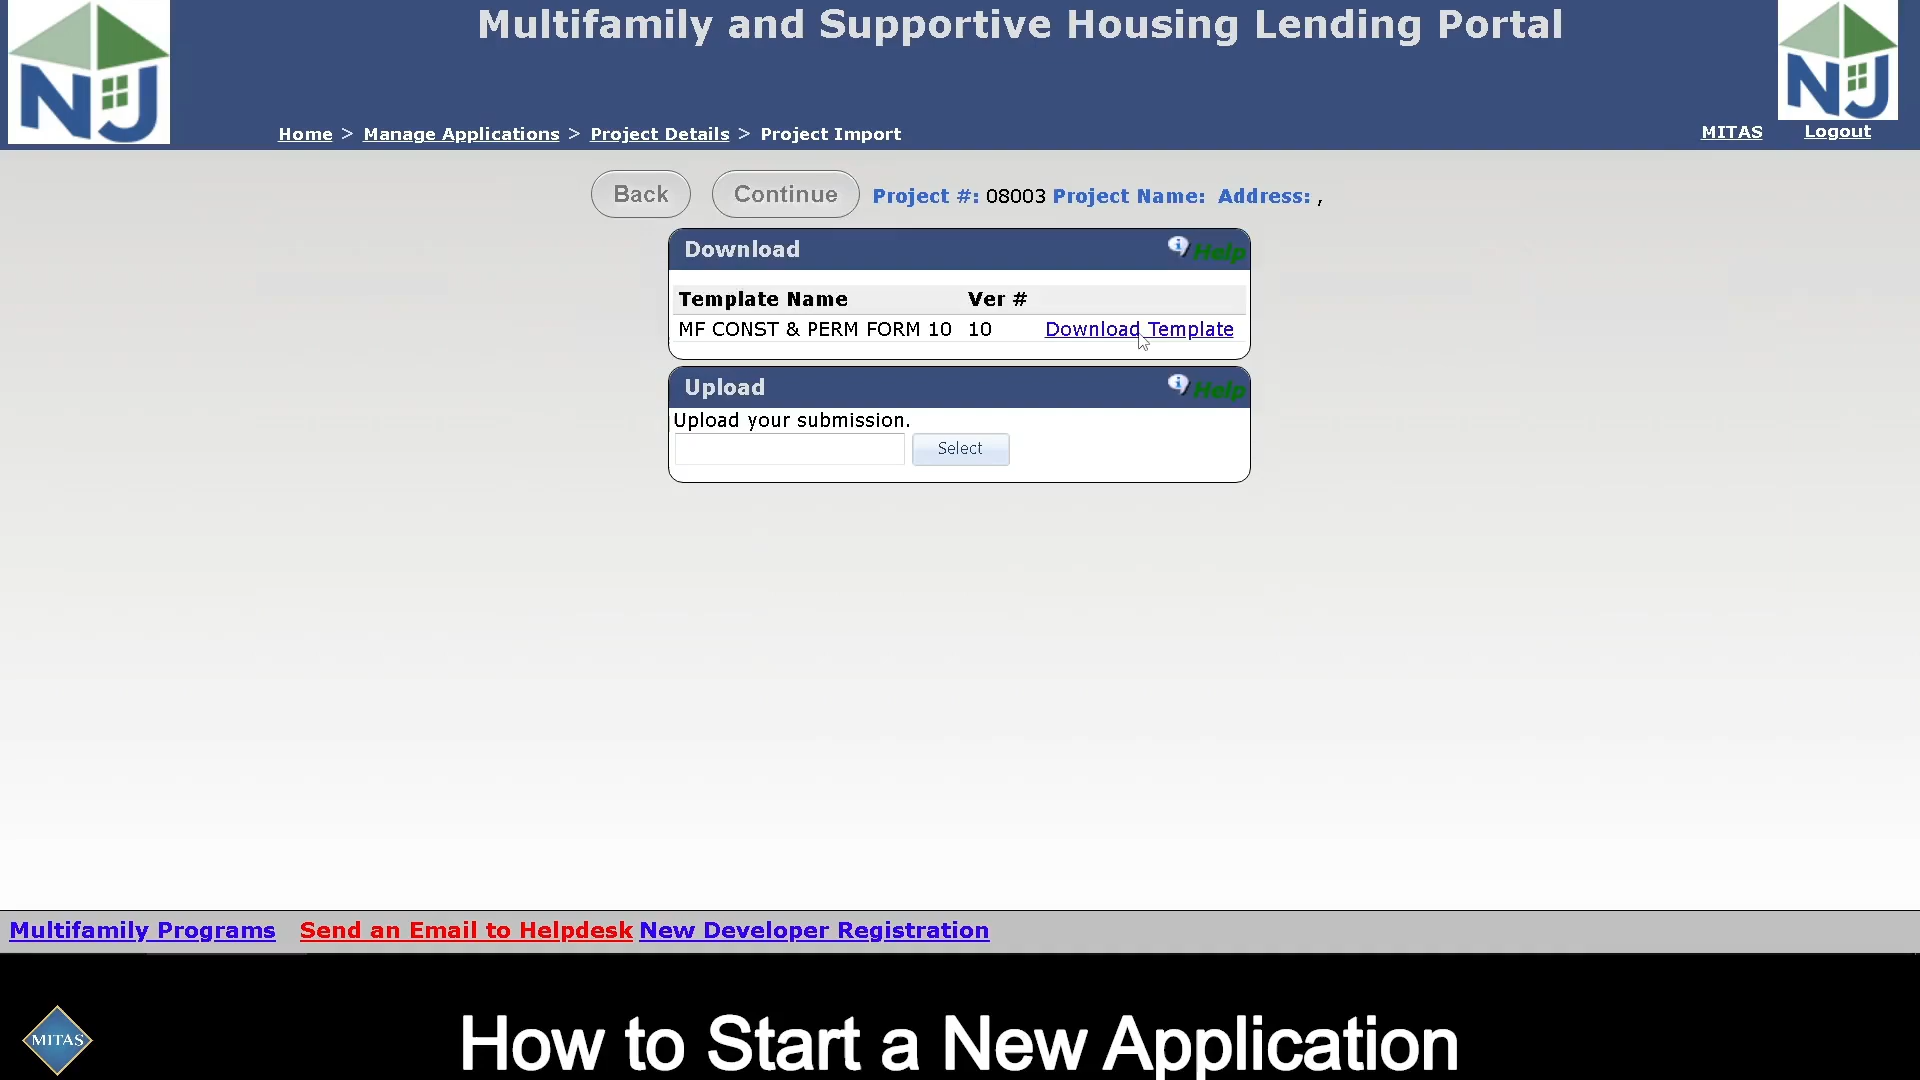 Multifamily and Supportive Housing Lending Portal
NJ
NJ
Home > Manage Applications > Project Details > Project Import
MITAS Logout
Back Continue Project #: 08003 Project Name: Address: ,
Download Help
Template Name Ver #
MF CONST & PERM FORM 10 10 Download Template
Upload Help
Upload your submission.
Select
Multifamily Programs Send an Email to Helpdesk New Developer Registration
MITAS
How to Start a New Application